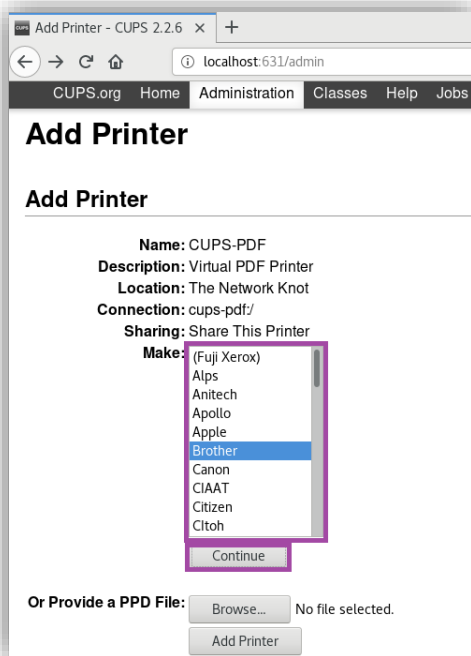 CUPS Add Printer - CUPS 2.2.6 × +
localhost:631/admin
CUPS.org Home Administration Classes Help Jobs
Add Printer
Add Printer
Name: CUPS-PDF
Description: Virtual PDF Printer
Location: The Network Knot
Connection: cups-pdf:/
Sharing: Share This Printer
Make:
(Fuji Xerox)
Alps
Anitech
Apollo
Apple
Brother
Canon
CIAAT
Citizen
CItoh
Continue
Or Provide a PPD File: Browse... No file selected.
Add Printer